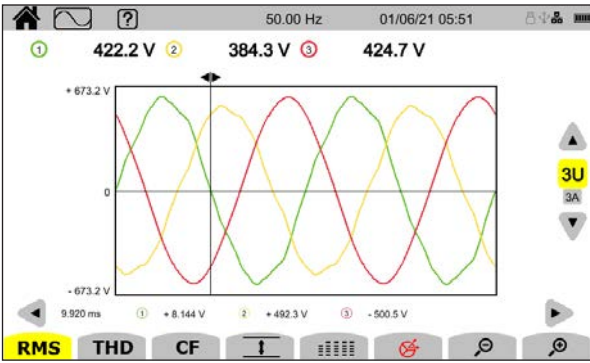 ? 50.00 Hz 01/06/21 05:51
1 422.2 V 2 384.3 V 3 424.7 V
+ 673.2 V
3U
0
3A
- 673.2 V
9.920 ms 1 + 8.144 V 2 + 492.3 V 3 - 500.5 V
RMS THD CF